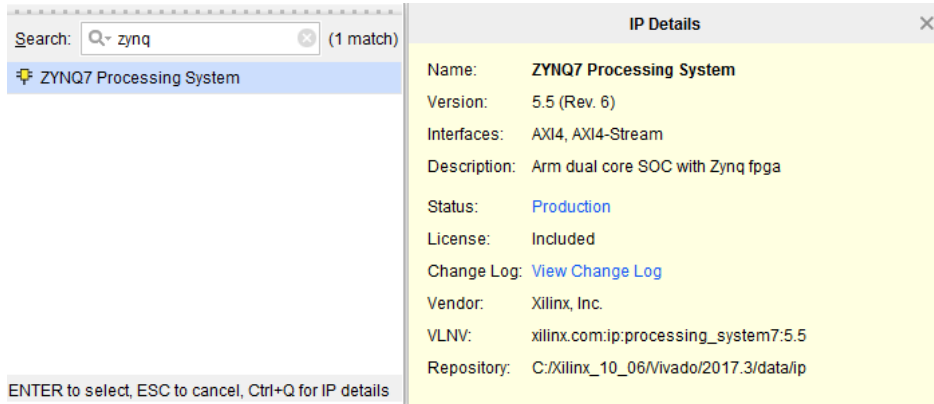 Search: zynq (1 match)
ZYNQ7 Processing System
ENTER to select, ESC to cancel, Ctrl+Q for IP details
IP Details
Name: ZYNQ7 Processing System
Version: 5.5 (Rev. 6)
Interfaces: AXI4, AXI4-Stream
Description: Arm dual core SOC with Zynq fpga
Status: Production
License: Included
Change Log: View Change Log
Vendor: Xilinx, Inc.
VLNV: xilinx.com:ip:processing_system7:5.5
Repository: C:/Xilinx_10_06/Vivado/2017.3/data/ip